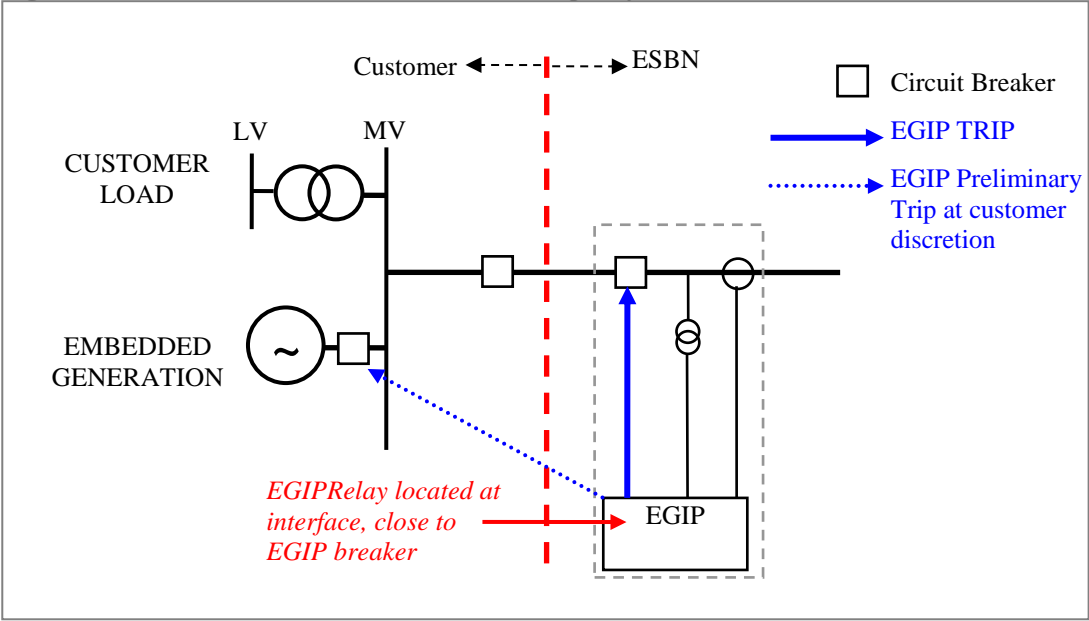 Customer
ESBN
Circuit Breaker
EGIP TRIP
EGIP Preliminary
Trip at customer
discretion
LV
MV
CUSTOMER
LOAD
EMBEDDED
GENERATION
~
EGIPRelay located at
interface, close to
EGIP breaker
EGIP